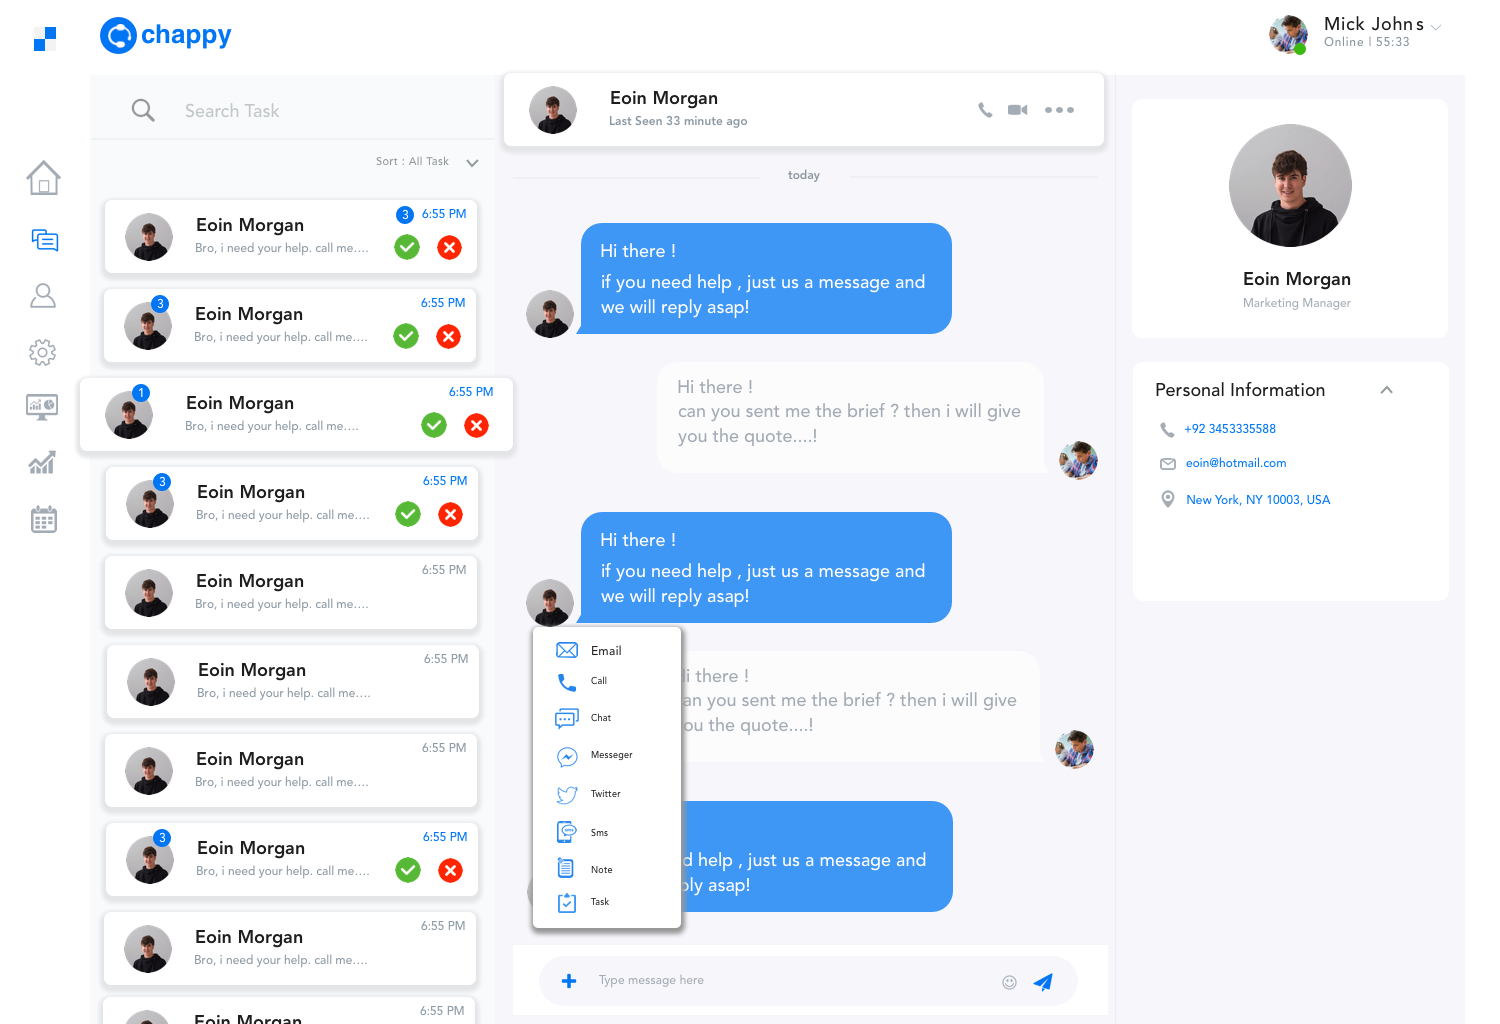 chappy
Mick Johns
Online | 55:33
Search Task
Sort : All Task
3 6:55 PM
Eoin Morgan
Bro, i need your help. call me....
3
6:55 PM
Eoin Morgan
Bro, i need your help. call me....
1
6:55 PM
Eoin Morgan
Bro, i need your help. call me....
3
6:55 PM
Eoin Morgan
Bro, i need your help. call me....
6:55 PM
Eoin Morgan
Bro, i need your help. call me....
6:55 PM
Eoin Morgan
Bro, i need your help. call me....
6:55 PM
Eoin Morgan
Bro, i need your help. call me....
3
6:55 PM
Eoin Morgan
Bro, i need your help. call me....
6:55 PM
Eoin Morgan
Bro, i need your help. call me....
6:55 PM
Eoin Morgan
Eoin Morgan
Last Seen 33 minute ago
today
Hi there !
if you need help , just us a message and
we will reply asap!
Hi there !
can you sent me the brief ? then i will give
you the quote....!
Hi there !
if you need help , just us a message and
we will reply asap!
Hi there !
an you sent me the brief ? then i will give
ou the quote....!
d help , just us a message and
ply asap!
Email
Call
Chat
Messeger
Twitter
Sms
Note
Task
Type message here
Eoin Morgan
Marketing Manager
Personal Information
+92 3453335588
eoin@hotmail.com
New York, NY 10003, USA